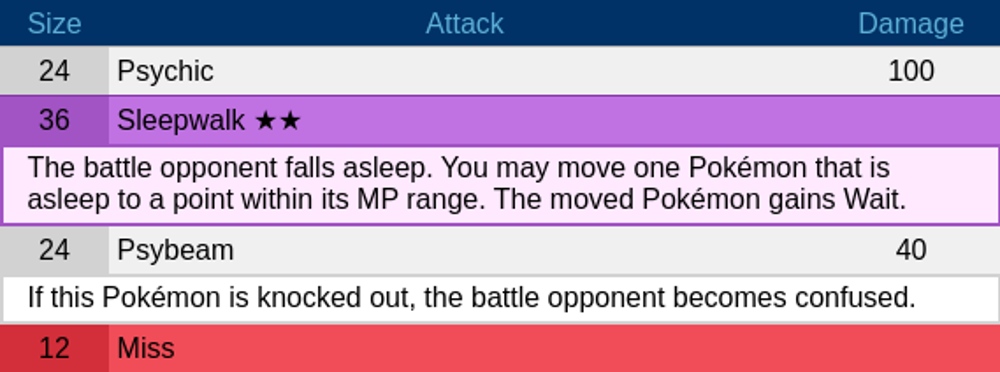 Size Attack Damage
24 Psychic 100
36 Sleepwalk ★★
The battle opponent falls asleep. You may move one Pokémon that is
asleep to a point within its MP range. The moved Pokémon gains Wait.
24 Psybeam 40
If this Pokémon is knocked out, the battle opponent becomes confused.
12 Miss